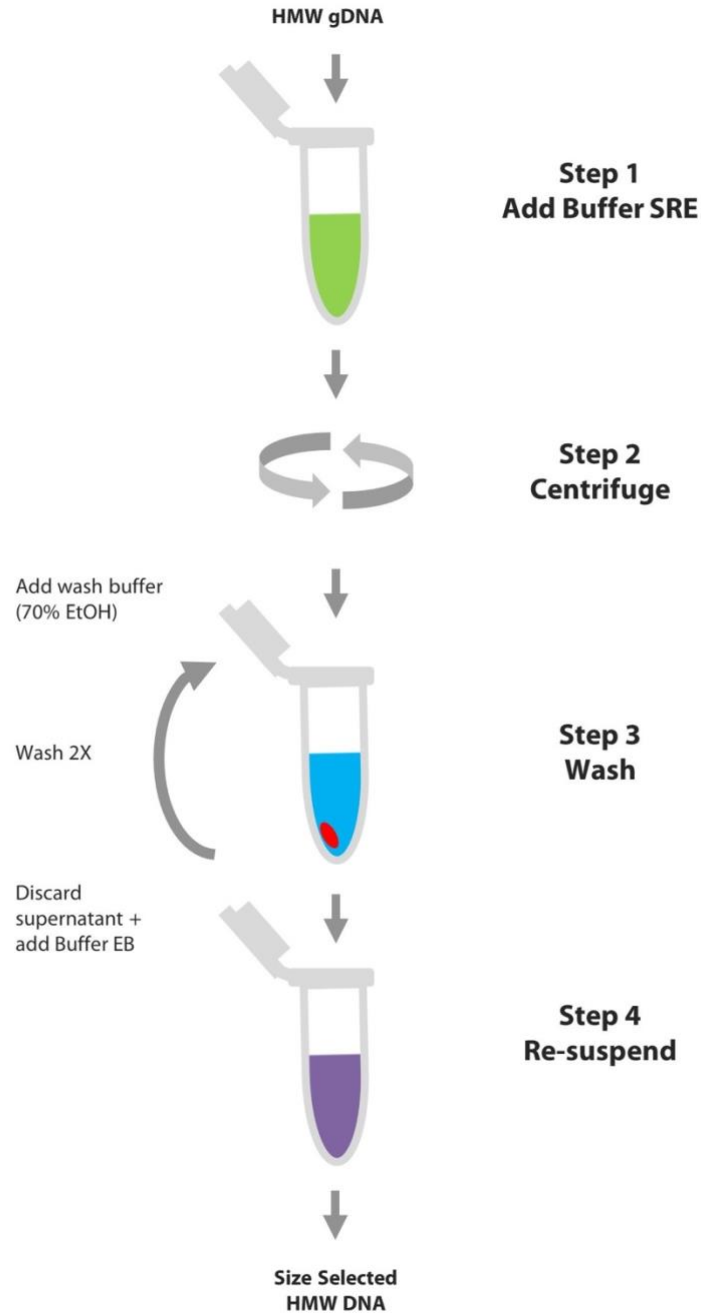 HMW gDNA
Step 1
Add Buffer SRE
Step 2
Centrifuge
Add wash buffer
(70% EtOH)
Wash 2X
Step 3
Wash
Discard
supernatant +
add Buffer EB
Step 4
Re-suspend
Size Selected
HMW DNA